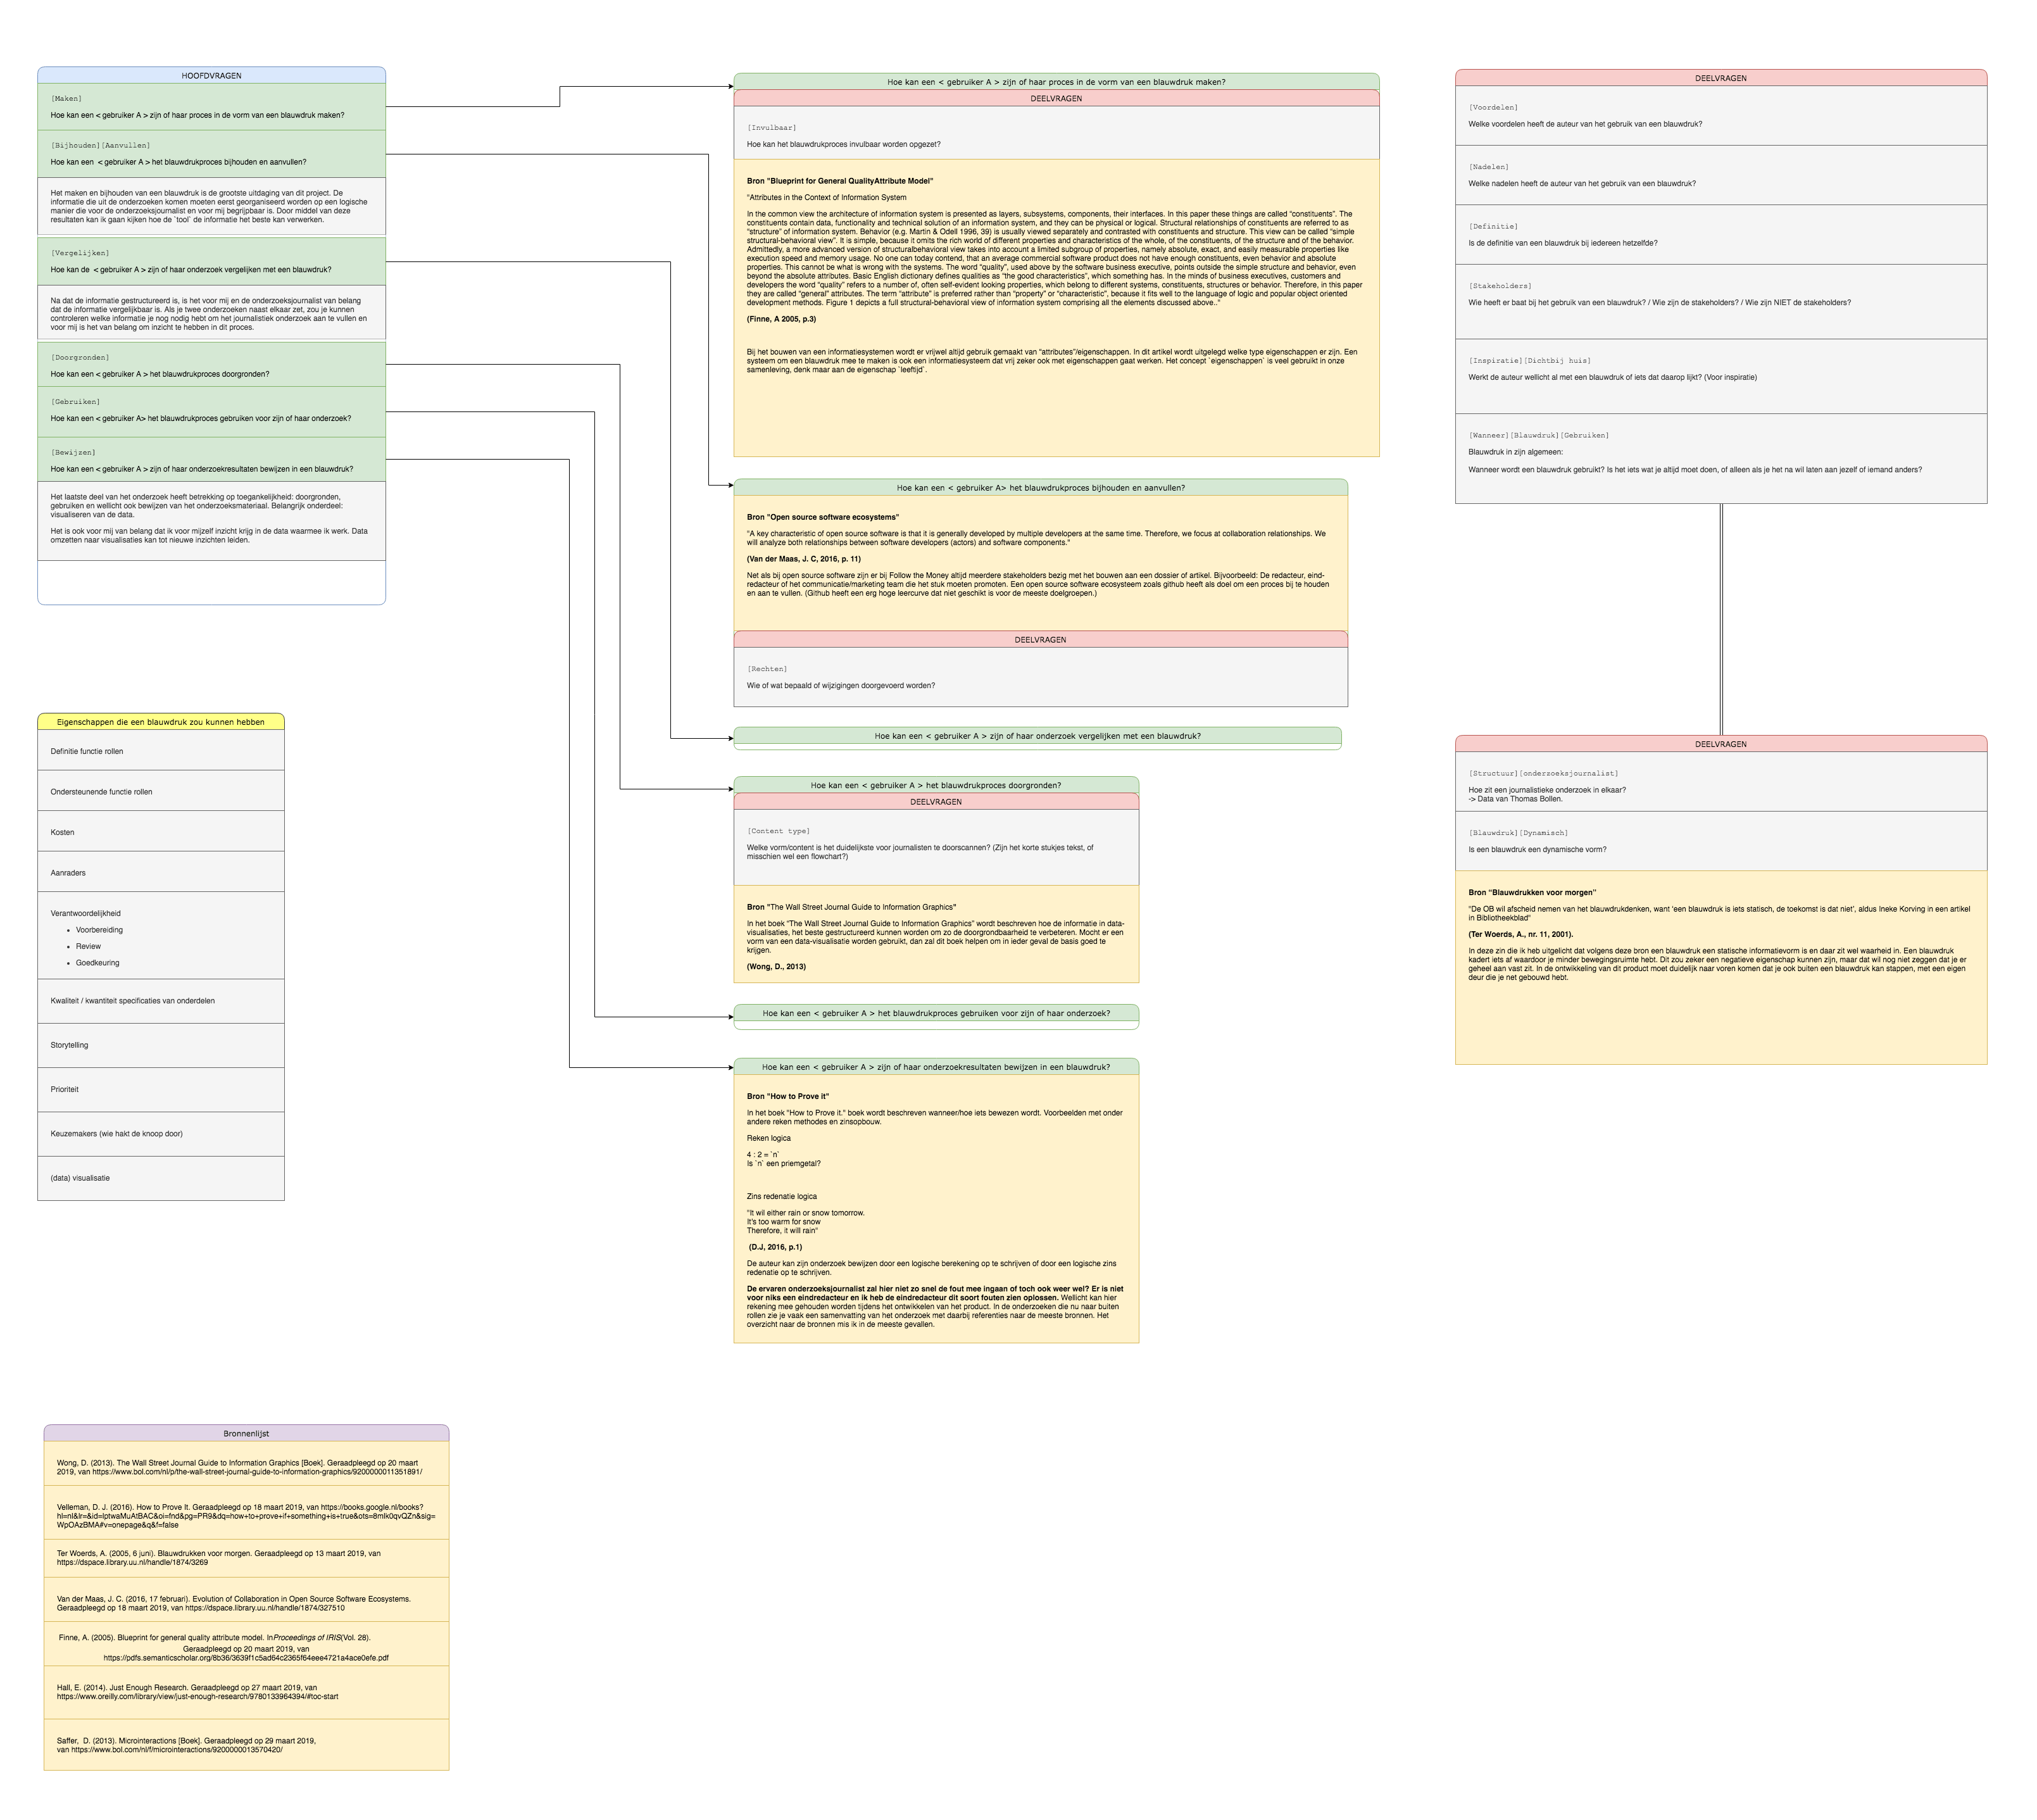 HOOFDVRAGEN
[Maken]
Hoe kan een < gebruiker A > zijn of haar proces in de vorm van een blauwdruk maken?
[Bijhouden][Aanvullen]
Hoe kan een  < gebruiker A > het blauwdrukproces bijhouden en aanvullen?
Het maken en bijhouden van een blauwdruk is de grootste uitdaging van dit project. De
informatie die uit de onderzoeken komen moeten eerst georganiseerd worden op een logische
manier die voor de onderzoeksjournalist en voor mij begrijpbaar is. Door middel van deze
resultaten kan ik gaan kijken hoe de `tool` de informatie het beste kan verwerken.
[Vergelijken]
Hoe kan de  < gebruiker A > zijn of haar onderzoek vergelijken met een blauwdruk?
Na dat de informatie gestructureerd is, is het voor mij en de onderzoeksjournalist van belang
dat de informatie vergelijkbaar is. Als je twee onderzoeken naast elkaar zet, zou je kunnen
controleren welke informatie je nog nodig hebt om het journalistiek onderzoek aan te vullen en
voor mij is het van belang om inzicht te hebben in dit proces.
[Doorgronden]
Hoe kan een < gebruiker A > het blauwdrukproces doorgronden?
[Gebruiken]
Hoe kan een < gebruiker A> het blauwdrukproces gebruiken voor zijn of haar onderzoek?
[Bewijzen]
Hoe kan een < gebruiker A > zijn of haar onderzoekresultaten bewijzen in een blauwdruk?
Het laatste deel van het onderzoek heeft betrekking op toegankelijkheid: doorgronden,
gebruiken en wellicht ook bewijzen van het onderzoeksmateriaal. Belangrijk onderdeel:
visualiseren van de data.
Het is ook voor mij van belang dat ik voor mijzelf inzicht krijg in de data waarmee ik werk. Data
omzetten naar visualisaties kan tot nieuwe inzichten leiden.
Eigenschappen die een blauwdruk zou kunnen hebben
Definitie functie rollen
Ondersteunende functie rollen
Kosten
Aanraders
Verantwoordelijkheid
• Voorbereiding
• Review
• Goedkeuring
Kwaliteit / kwantiteit specificaties van onderdelen
Storytelling
Prioriteit
Keuzemakers (wie hakt de knoop door)
(data) visualisatie
Hoe kan een < gebruiker A > zijn of haar proces in de vorm van een blauwdruk maken?
DEELVRAGEN
[Invulbaar]
Hoe kan het blauwdrukproces invulbaar worden opgezet?
Bron "Blueprint for General QualityAttribute Model"
"Attributes in the Context of Information System
In the common view the architecture of information system is presented as layers, subsystems, components, their interfaces. In this paper these things are called “constituents”. The
constituents contain data, functionality and technical solution of an information system, and they can be physical or logical. Structural relationships of constituents are referred to as
“structure” of information system. Behavior (e.g. Martin & Odell 1996, 39) is usually viewed separately and contrasted with constituents and structure. This view can be called “simple
structural-behavioral view”. It is simple, because it omits the rich world of different properties and characteristics of the whole, of the constituents, of the structure and of the behavior.
Admittedly, a more advanced version of structuralbehavioral view takes into account a limited subgroup of properties, namely absolute, exact, and easily measurable properties like
execution speed and memory usage. No one can today contend, that an average commercial software product does not have enough constituents, even behavior and absolute
properties. This cannot be what is wrong with the systems. The word “quality”, used above by the software business executive, points outside the simple structure and behavior, even
beyond the absolute attributes. Basic English dictionary defines qualities as “the good characteristics”, which something has. In the minds of business executives, customers and
developers the word “quality” refers to a number of, often self-evident looking properties, which belong to different systems, constituents, structures or behavior. Therefore, in this paper
they are called “general” attributes. The term “attribute” is preferred rather than “property” or “characteristic”, because it fits well to the language of logic and popular object oriented
development methods. Figure 1 depicts a full structural-behavioral view of information system comprising all the elements discussed above.."
(Finne, A 2005, p.3)
Bij het bouwen van een informatiesystemen wordt er vrijwel altijd gebruik gemaakt van "attributes"/eigenschappen. In dit artikel wordt uitgelegd welke type eigenschappen er zijn. Een
systeem om een blauwdruk mee te maken is ook een informatiesysteem dat vrij zeker ook met eigenschappen gaat werken. Het concept `eigenschappen` is veel gebruikt in onze
samenleving, denk maar aan de eigenschap `leeftijd`.
Hoe kan een < gebruiker A> het blauwdrukproces bijhouden en aanvullen?
Bron "Open source software ecosystems"
"A key characteristic of open source software is that it is generally developed by multiple developers at the same time. Therefore, we focus at collaboration relationships. We
will analyze both relationships between software developers (actors) and software components."
(Van der Maas, J. C, 2016, p. 11)
Net als bij open source software zijn er bij Follow the Money altijd meerdere stakeholders bezig met het bouwen aan een dossier of artikel. Bijvoorbeeld: De redacteur, eind-
redacteur of het communicatie/marketing team die het stuk moeten promoten. Een open source software ecosysteem zoals github heeft als doel om een proces bij te houden
en aan te vullen. (Github heeft een erg hoge leercurve dat niet geschikt is voor de meeste doelgroepen.)
DEELVRAGEN
[Rechten]
Wie of wat bepaald of wijzigingen doorgevoerd worden?
Hoe kan een < gebruiker A > zijn of haar onderzoek vergelijken met een blauwdruk?
Hoe kan een < gebruiker A > het blauwdrukproces doorgronden?
DEELVRAGEN
[Content type]
Welke vorm/content is het duidelijkste voor journalisten te doorscannen? (Zijn het korte stukjes tekst, of
misschien wel een flowchart?)
Bron "The Wall Street Journal Guide to Information Graphics"
In het boek "The Wall Street Journal Guide to Information Graphics" wordt beschreven hoe de informatie in data-
visualisaties, het beste gestructureerd kunnen worden om zo de doorgrondbaarheid te verbeteren. Mocht er een
vorm van een data-visualisatie worden gebruikt, dan zal dit boek helpen om in ieder geval de basis goed te
krijgen.
(Wong, D., 2013)
Hoe kan een < gebruiker A > het blauwdrukproces gebruiken voor zijn of haar onderzoek?
Hoe kan een < gebruiker A > zijn of haar onderzoekresultaten bewijzen in een blauwdruk?
Bron "How to Prove it"
In het boek "How to Prove it." boek wordt beschreven wanneer/hoe iets bewezen wordt. Voorbeelden met onder
andere reken methodes en zinsopbouw.
Reken logica
4 : 2 = `n`
Is `n` een priemgetal?
Zins redenatie logica
"It wil either rain or snow tomorrow.
It's too warm for snow
Therefore, it will rain"
(D.J, 2016, p.1)
De auteur kan zijn onderzoek bewijzen door een logische berekening op te schrijven of door een logische zins
redenatie op te schrijven.
De ervaren onderzoeksjournalist zal hier niet zo snel de fout mee ingaan of toch ook weer wel? Er is niet
voor niks een eindredacteur en ik heb de eindredacteur dit soort fouten zien oplossen. Wellicht kan hier
rekening mee gehouden worden tijdens het ontwikkelen van het product. In de onderzoeken die nu naar buiten
rollen zie je vaak een samenvatting van het onderzoek met daarbij referenties naar de meeste bronnen. Het
overzicht naar de bronnen mis ik in de meeste gevallen.
DEELVRAGEN
[Voordelen]
Welke voordelen heeft de auteur van het gebruik van een blauwdruk?
[Nadelen]
Welke nadelen heeft de auteur van het gebruik van een blauwdruk?
[Definitie]
Is de definitie van een blauwdruk bij iedereen hetzelfde?
[Stakeholders]
Wie heeft er baat bij het gebruik van een blauwdruk? / Wie zijn de stakeholders? / Wie zijn NIET de stakeholders?
[Inspiratie][Dichtbij huis]
Werkt de auteur wellicht al met een blauwdruk of iets dat daarop lijkt? (Voor inspiratie)
[Wanneer][Blauwdruk][Gebruiken]
Blauwdruk in zijn algemeen:
Wanneer wordt een blauwdruk gebruikt? Is het iets wat je altijd moet doen, of alleen als je het na wil laten aan jezelf of iemand anders?
DEELVRAGEN
[Structuur][onderzoeksjournalist]
Hoe zit een journalistieke onderzoek in elkaar?
-> Data van Thomas Bollen.
[Blauwdruk][Dynamisch]
Is een blauwdruk een dynamische vorm?
Bron "Blauwdrukken voor morgen"
"De OB wil afscheid nemen van het blauwdrukdenken, want ‘een blauwdruk is iets statisch, de toekomst is dat niet’, aldus Ineke Korving in een artikel
in Bibliotheekblad"
(Ter Woerds, A., nr. 11, 2001).
In deze zin die ik heb uitgelicht dat volgens deze bron een blauwdruk een statische informatievorm is en daar zit wel waarheid in. Een blauwdruk
kadert iets af waardoor je minder bewegingsruimte hebt. Dit zou zeker een negatieve eigenschap kunnen zijn, maar dat wil nog niet zeggen dat je er
geheel aan vast zit. In de ontwikkeling van dit product moet duidelijk naar voren komen dat je ook buiten een blauwdruk kan stappen, met een eigen
deur die je net gebouwd hebt.
Bronnenlijst
Wong, D. (2013). The Wall Street Journal Guide to Information Graphics [Boek]. Geraadpleegd op 20 maart
2019, van https://www.bol.com/nl/p/the-wall-street-journal-guide-to-information-graphics/9200000011351891/
Velleman, D. J. (2016). How to Prove It. Geraadpleegd op 18 maart 2019, van https://books.google.nl/books?
hl=nl&lr=&id=lptwaMuAtBAC&oi=fnd&pg=PR9&dq=how+to+prove+if+something+is+true&ots=8mIk0qvQZn&sig=
WpOAzBMA#v=onepage&q&f=false
Ter Woerds, A. (2005, 6 juni). Blauwdrukken voor morgen. Geraadpleegd op 13 maart 2019, van
https://dspace.library.uu.nl/handle/1874/3269
Van der Maas, J. C. (2016, 17 februari). Evolution of Collaboration in Open Source Software Ecosystems.
Geraadpleegd op 18 maart 2019, van https://dspace.library.uu.nl/handle/1874/327510
Finne, A. (2005). Blueprint for general quality attribute model. InProceedings of IRIS(Vol. 28).
Geraadpleegd op 20 maart 2019, van
https://pdfs.semanticscholar.org/8b36/3639f1c5ad64c2365f64eee4721a4ace0efe.pdf
Hall, E. (2014). Just Enough Research. Geraadpleegd op 27 maart 2019, van
https://www.oreilly.com/library/view/just-enough-research/9780133964394/#toc-start
Saffer,  D. (2013). Microinteractions [Boek]. Geraadpleegd op 29 maart 2019,
van https://www.bol.com/nl/f/microinteractions/9200000013570420/